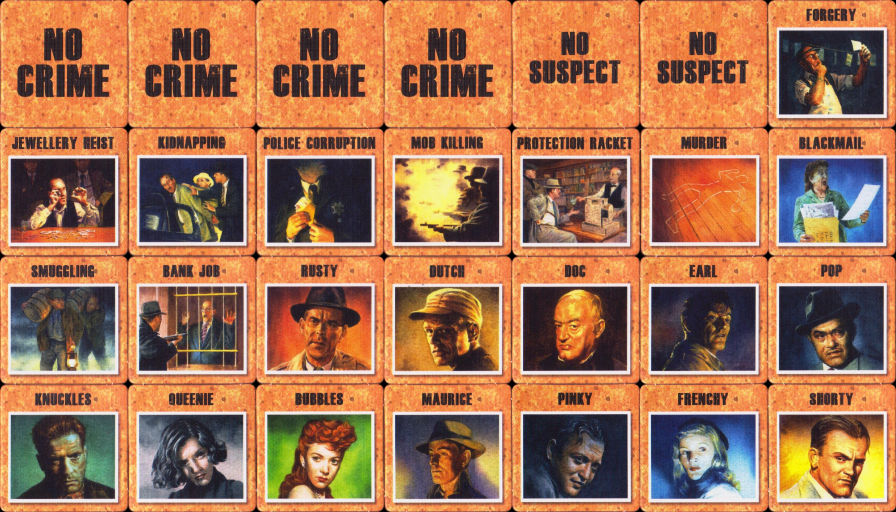 NO
CRIME
NO
CRIME
NO
CRIME
NO
CRIME
NO
SUSPECT
NO
SUSPECT
FORGERY
JEWELLERY HEIST
KIDNAPPING
POLICE CORRUPTION
MOB KILLING
PROTECTION RACKET
MURDER
BLACKMAIL
SMUGGLING
BANK JOB
RUSTY
DUTCH
DOC
EARL
POP
KNUCKLES
QUEENIE
BUBBLES
MAURICE
PINKY
FRENCHY
SHORTY